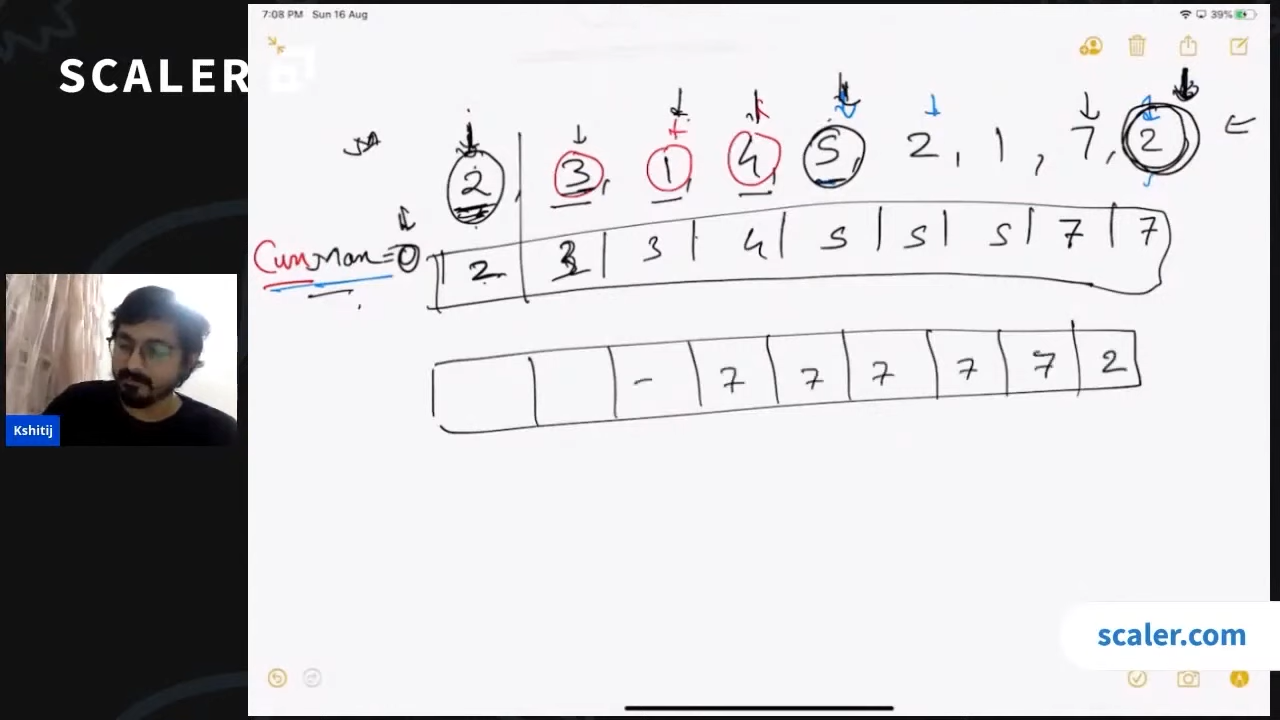 7:08 PM Sun 16 Aug
39%
SCALER
2, 3, 1, 4, 5, 2, 1, 7, 2
=0
2 3 3 4 5 5 5 7 7
- 7 7 7 7 7 2
Kshitij
scaler.com